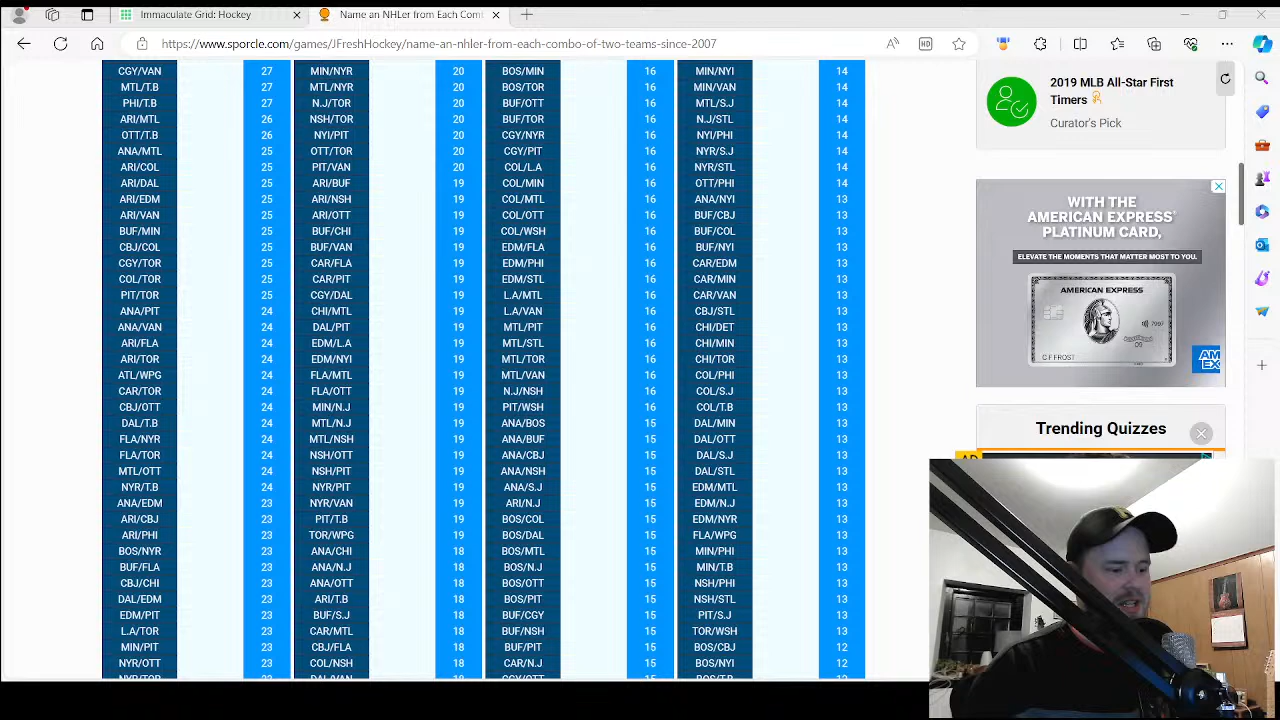 Immaculate Grid: Hockey
Name an NHLer from Each Combo
https://www.sporcle.com/games/JFreshHockey/name-an-nhler-from-each-combo-of-two-teams-since-2007
CGY/VAN 27 MIN/NYR 20 BOS/MIN 16 MIN/NYI 14
MTL/T.B 27 MTL/NYR 20 BOS/TOR 16 MIN/VAN 14
PHI/T.B 27 N.J/TOR 20 BUF/OTT 16 MTL/S.J 14
ARI/MTL 26 NSH/TOR 20 BUF/TOR 16 N.J/STL 14
OTT/T.B 26 NYI/PIT 20 CGY/NYR 16 NYI/PHI 14
ANA/MTL 25 OTT/TOR 20 CGY/PIT 16 NYR/S.J 14
ARI/COL 25 PIT/VAN 20 COL/L.A 16 NYR/STL 14
ARI/DAL 25 ARI/BUF 19 COL/MIN 16 OTT/PHI 14
ARI/EDM 25 ARI/NSH 19 COL/MTL 16 ANA/NYI 13
ARI/VAN 25 ARI/OTT 19 COL/OTT 16 BUF/CBJ 13
BUF/MIN 25 BUF/CHI 19 COL/WSH 16 BUF/COL 13
CBJ/COL 25 BUF/VAN 19 EDM/FLA 16 BUF/NYI 13
CGY/TOR 25 CAR/FLA 19 EDM/PHI 16 CAR/EDM 13
COL/TOR 25 CAR/PIT 19 EDM/STL 16 CAR/MIN 13
PIT/TOR 25 CGY/DAL 19 L.A/MTL 16 CAR/VAN 13
ANA/PIT 24 CHI/MTL 19 L.A/VAN 16 CBJ/STL 13
ANA/VAN 24 DAL/PIT 19 MTL/PIT 16 CHI/DET 13
ARI/FLA 24 EDM/L.A 19 MTL/STL 16 CHI/MIN 13
ARI/TOR 24 EDM/NYI 19 MTL/TOR 16 CHI/TOR 13
ATL/WPG 24 FLA/MTL 19 MTL/VAN 16 COL/PHI 13
CAR/TOR 24 FLA/OTT 19 N.J/NSH 16 COL/S.J 13
CBJ/OTT 24 MIN/N.J 19 PIT/WSH 16 COL/T.B 13
DAL/T.B 24 MTL/N.J 19 ANA/BOS 15 DAL/MIN 13
FLA/NYR 24 MTL/NSH 19 ANA/BUF 15 DAL/OTT 13
FLA/TOR 24 NSH/OTT 19 ANA/CBJ 15 DAL/S.J 13
MTL/OTT 24 NSH/PIT 19 ANA/NSH 15 DAL/STL 13
NYR/T.B 24 NYR/PIT 19 ANA/S.J 15 EDM/MTL 13
ANA/EDM 23 NYR/VAN 19 ARI/N.J 15 EDM/N.J 13
ARI/CBJ 23 PIT/T.B 19 BOS/COL 15 EDM/NYR 13
ARI/PHI 23 TOR/WPG 19 BOS/DAL 15 FLA/WPG 13
BOS/NYR 23 ANA/CHI 18 BOS/MTL 15 MIN/PHI 13
BUF/FLA 23 ANA/N.J 18 BOS/N.J 15 MIN/T.B 13
CBJ/CHI 23 ANA/OTT 18 BOS/OTT 15 NSH/PHI 13
DAL/EDM 23 ARI/T.B 18 BOS/PIT 15 NSH/STL 13
EDM/PIT 23 BUF/S.J 18 BUF/CGY 15 PIT/S.J 13
L.A/TOR 23 CAR/MTL 18 BUF/NSH 15 TOR/WSH 13
MIN/PIT 23 CBJ/FLA 18 BUF/PIT 15 BOS/CBJ 12
NYR/OTT 23 COL/NSH 18 CAR/N.J 15 BOS/NYI 12
2019 MLB All-Star First
Timers
Curator's Pick
WITH THE
AMERICAN EXPRESS®
PLATINUM CARD,
ELEVATE THE MOMENTS THAT MATTER MOST TO YOU.
AMERICAN EXPRESS
C F FROST
AM
EX
Trending Quizzes